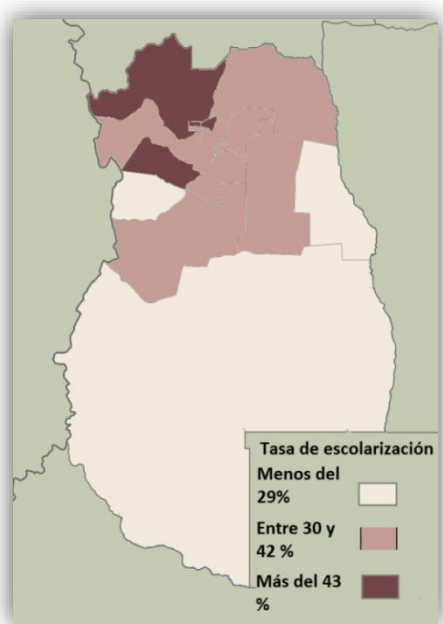 Tasa de escolarización
Menos del
29%
Entre 30 y
42 %
Más del 43
%